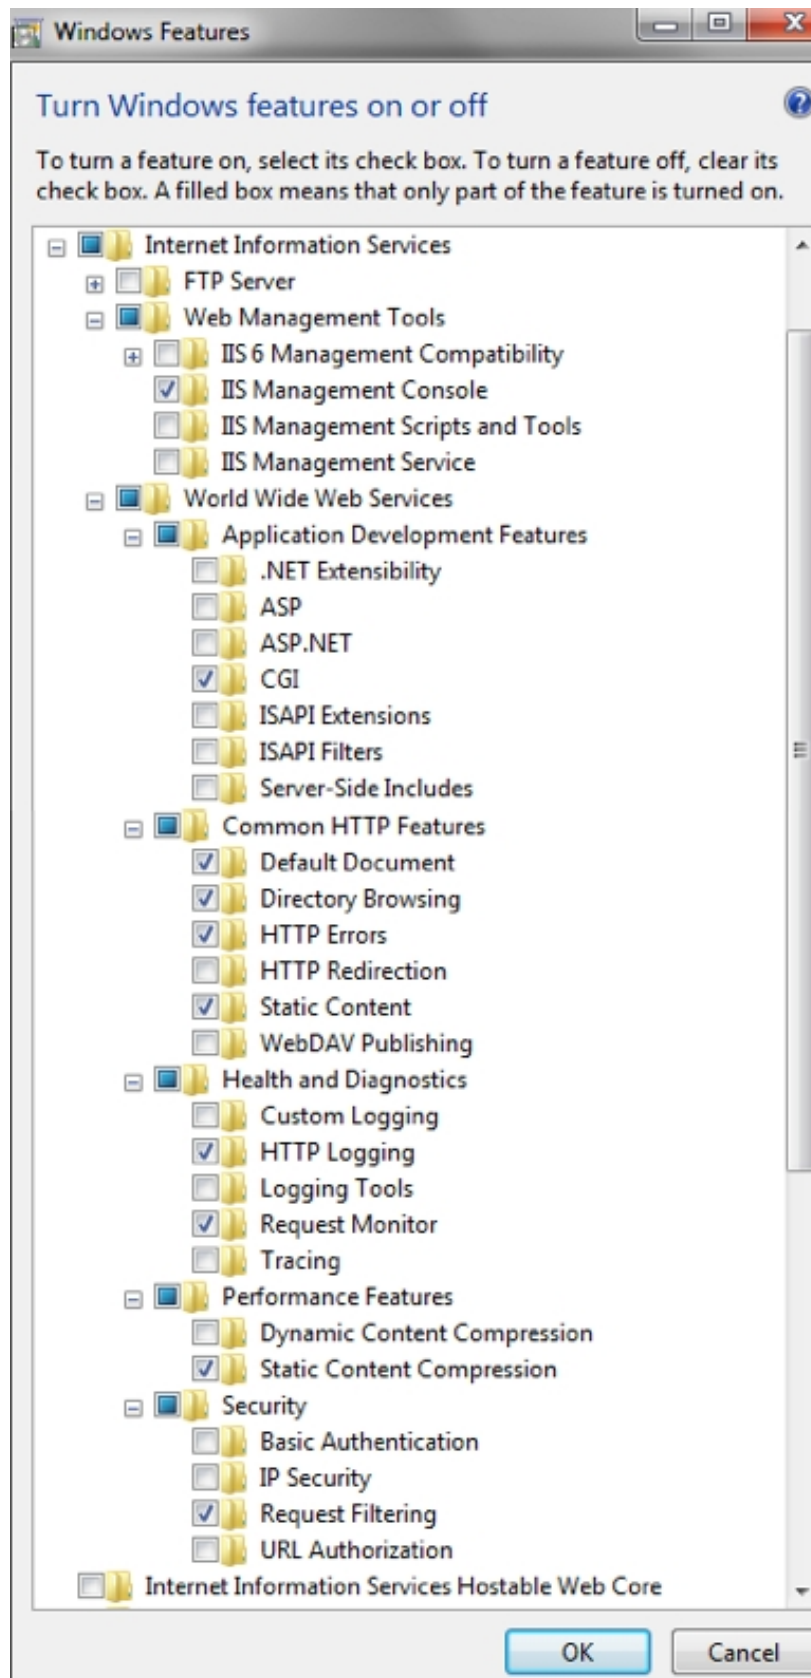 Windows Features
Turn Windows features on or off
To turn a feature on, select its check box. To turn a feature off, clear its
check box. A filled box means that only part of the feature is turned on.
Internet Information Services
FTP Server
Web Management Tools
IIS 6 Management Compatibility
IIS Management Console
IIS Management Scripts and Tools
IIS Management Service
World Wide Web Services
Application Development Features
.NET Extensibility
ASP
ASP.NET
CGI
ISAPI Extensions
ISAPI Filters
Server-Side Includes
Common HTTP Features
Default Document
Directory Browsing
HTTP Errors
HTTP Redirection
Static Content
WebDAV Publishing
Health and Diagnostics
Custom Logging
HTTP Logging
Logging Tools
Request Monitor
Tracing
Performance Features
Dynamic Content Compression
Static Content Compression
Security
Basic Authentication
IP Security
Request Filtering
URL Authorization
Internet Information Services Hostable Web Core
OK Cancel